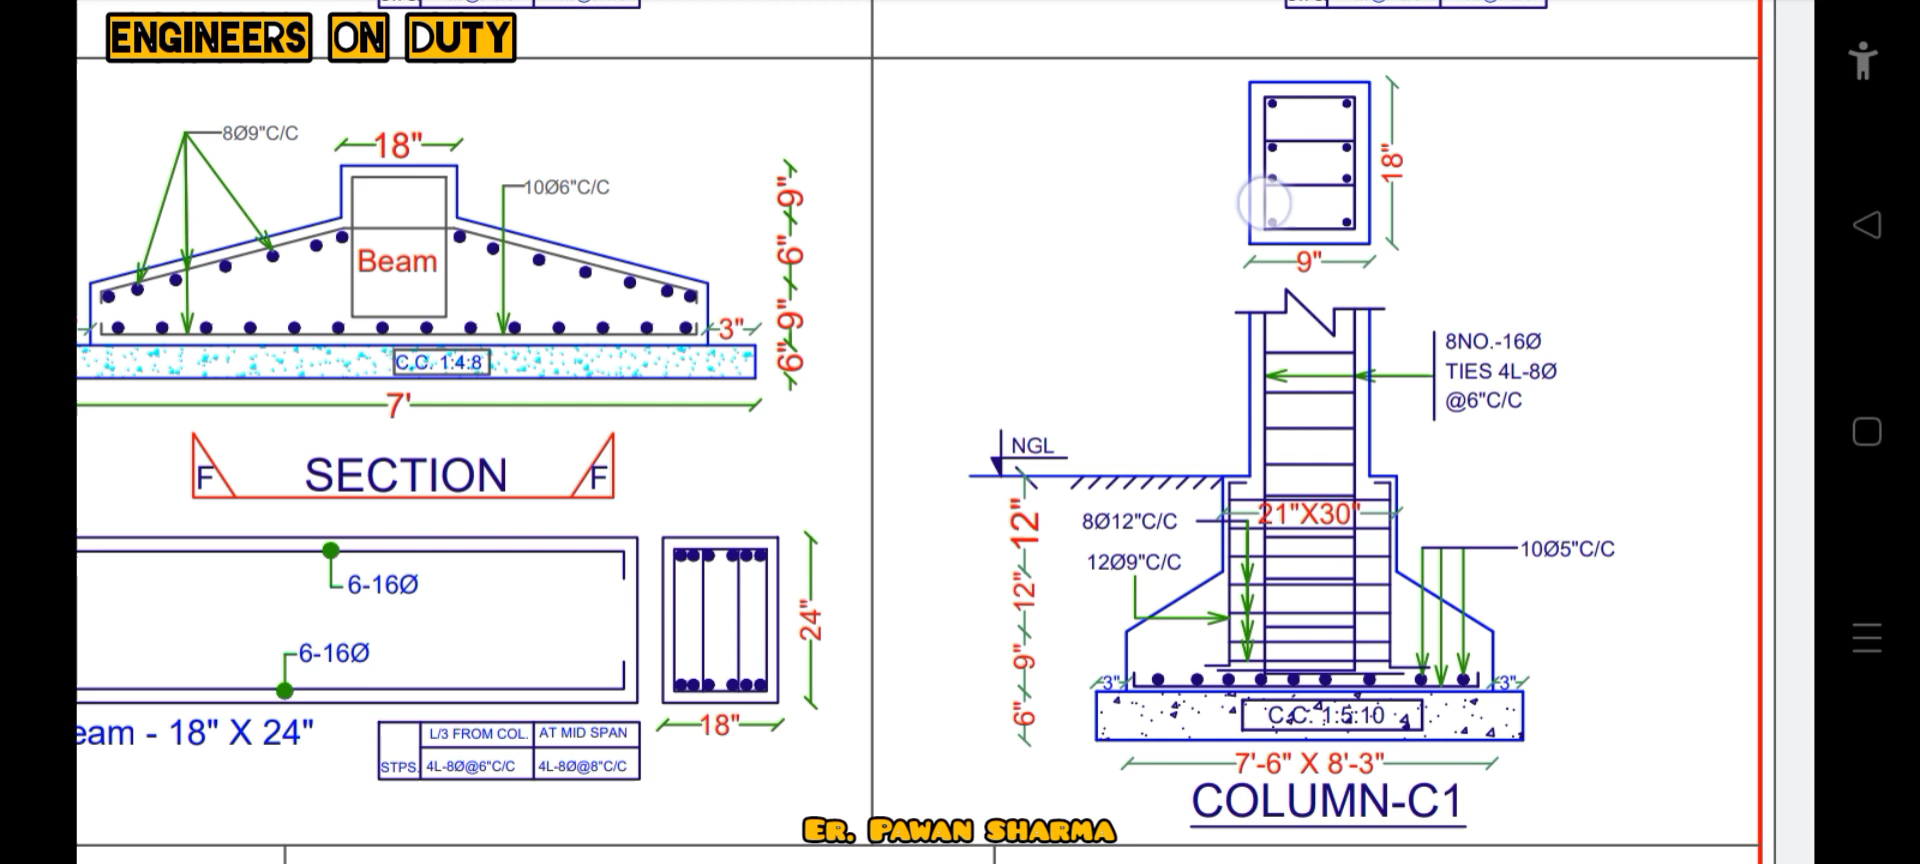 ENGINEERS ON DUTY
8Ø9"C/C
18"
10Ø6"C/C
9"
6"
9"
6"
Beam
3"
C.C. 1:4:8
7'
F SECTION F
6-16Ø
6-16Ø
24"
18"
eam - 18" X 24"
L/3 FROM COL. AT MID SPAN
STPS. 4L-8Ø@6"C/C 4L-8Ø@8"C/C
18"
9"
8NO.-16Ø
TIES 4L-8Ø
@6"C/C
NGL
12"
12"
9"
6"
21"X30"
8Ø12"C/C
12Ø9"C/C
10Ø5"C/C
3"
3"
C.C. 1:5:10
7'-6" X 8'-3"
COLUMN-C1
ER. PAWAN SHARMA